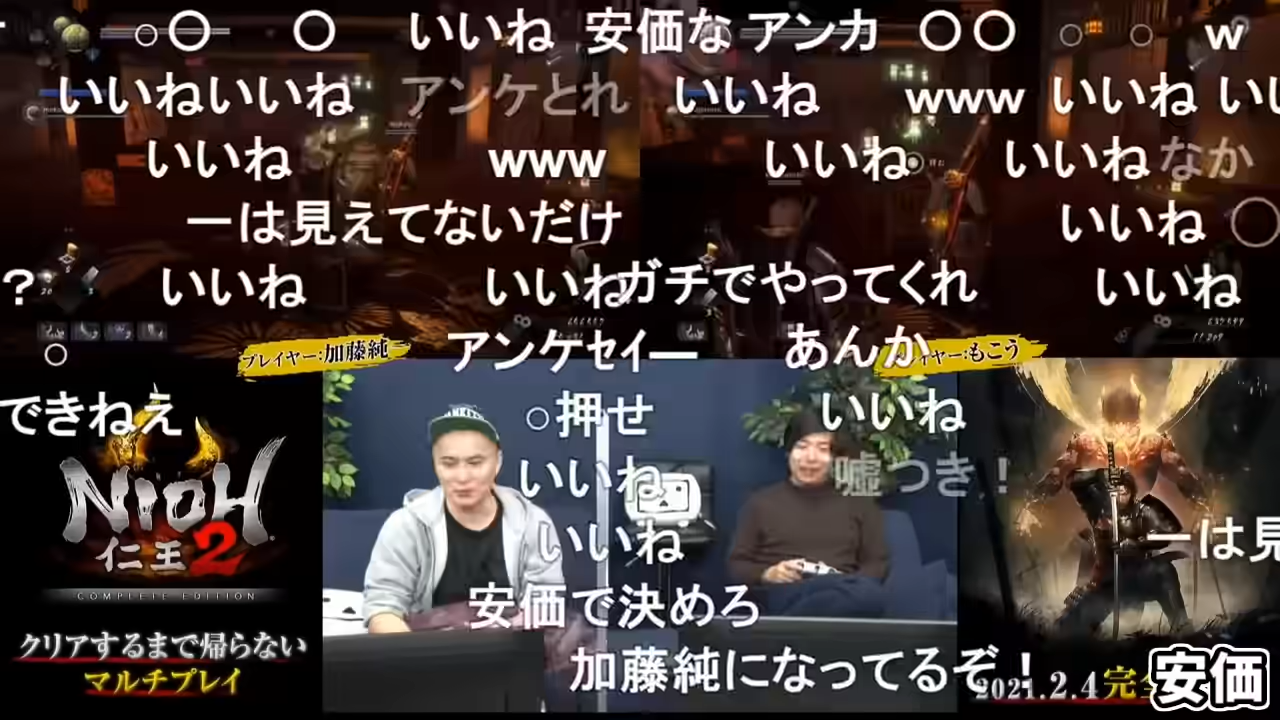 ○○ ○ いいね 安価な アンカ ○○ ○ ○ w
いいねいいね アンケとれ いいね www いいね いい
いいね www いいね いいね なか
一は見えてないだけ いいね ○
? いいね いいね ガチでやってくれ いいね
○ プレイヤー:加藤純一 アンケセイー あんか イヤー:もこう
できねえ ○押せ いいね
いいね 嘘つき!
NIOH
仁王2
いいね 一は見
COMPLETE EDITION
安価で決めろ
クリアするまで帰らない
マルチプレイ
加藤純になってるぞ!
2021.2.4 完全
安価